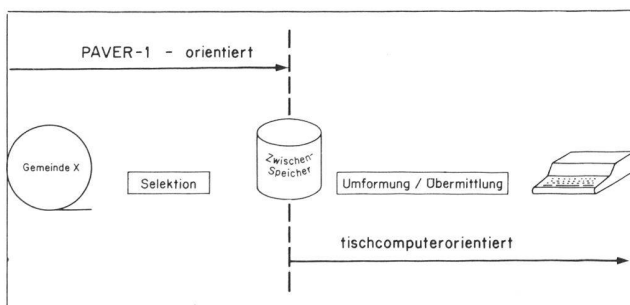 PAVER-1 - orientiert
Gemeinde X
Selektion
Zwischen-
Speicher
Umformung / Übermittlung
tischcomputerorientiert